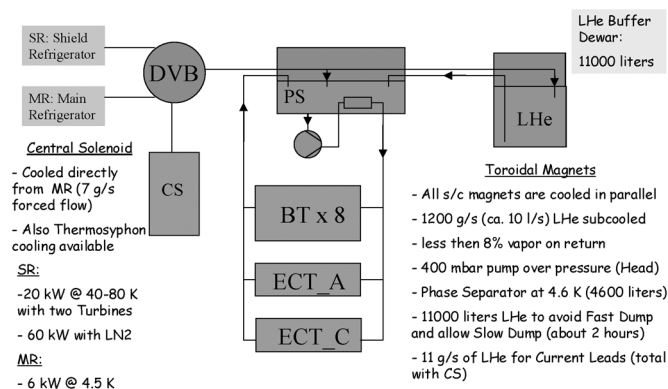 SR: Shield
Refrigerator
MR: Main
Refrigerator
DVB
CS
PS
LHe
BT x 8
ECT_A
ECT_C
LHe Buffer
Dewar:
11000 liters
Central Solenoid
- Cooled directly
from MR (7 g/s
forced flow)
- Also Thermosyphon
cooling available
SR:
-20 kW @ 40-80 K
with two Turbines
- 60 kW with LN2
MR:
- 6 kW @ 4.5 K
Toroidal Magnets
- All s/c magnets are cooled in parallel
- 1200 g/s (ca. 10 l/s) LHe subcooled
- less then 8% vapor on return
- 400 mbar pump over pressure (Head)
- Phase Separator at 4.6 K (4600 liters)
- 11000 liters LHe to avoid Fast Dump
and allow Slow Dump (about 2 hours)
- 11 g/s of LHe for Current Leads (total
with CS)